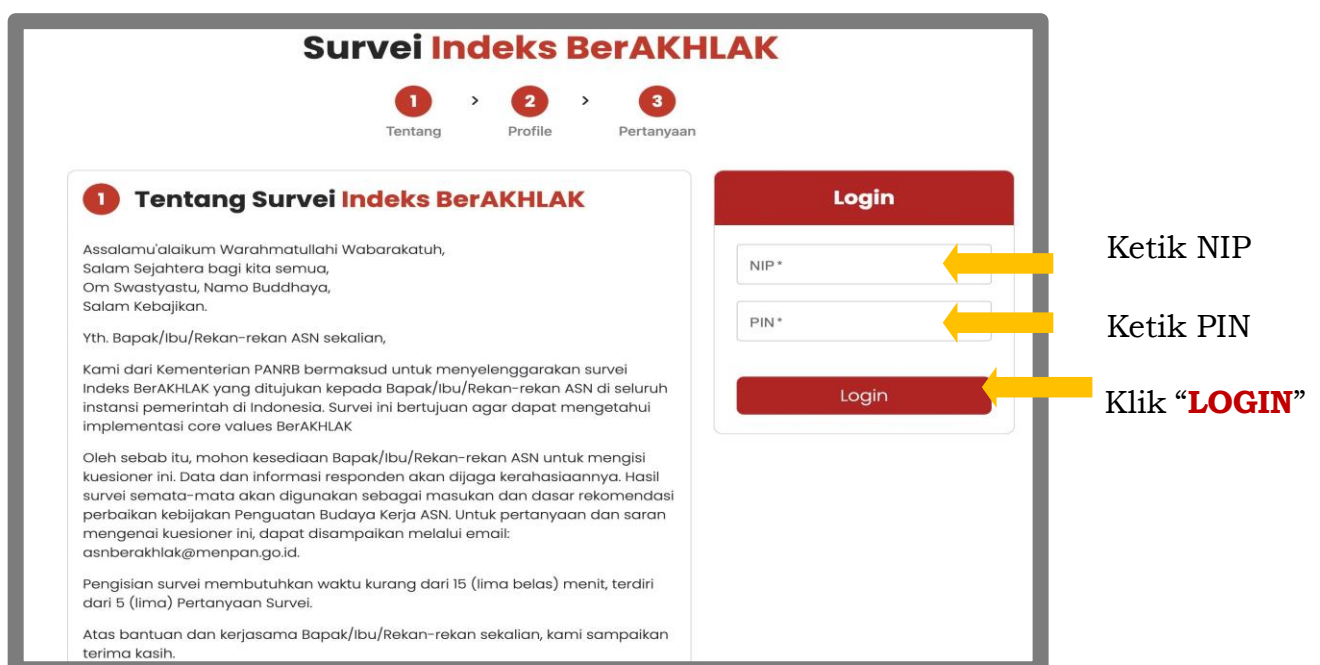 Survei Indeks BerAKHLAK
1 > 2 > 3
Tentang Profile Pertanyaan
1 Tentang Survei Indeks BerAKHLAK
Assalamu'alaikum Warahmatullahi Wabarakatuh,
Salam Sejahtera bagi kita semua,
Om Swastyastu, Namo Buddhaya,
Salam Kebajikan.
Yth. Bapak/Ibu/Rekan-rekan ASN sekalian,
Kami dari Kementerian PANRB bermaksud untuk menyelenggarakan survei
Indeks BerAKHLAK yang ditujukan kepada Bapak/Ibu/Rekan-rekan ASN di seluruh
instansi pemerintah di Indonesia. Survei ini bertujuan agar dapat mengetahui
implementasi core values BerAKHLAK
Oleh sebab itu, mohon kesediaan Bapak/Ibu/Rekan-rekan ASN untuk mengisi
kuesioner ini. Data dan informasi responden akan dijaga kerahasiaannya. Hasil
survei semata-mata akan digunakan sebagai masukan dan dasar rekomendasi
perbaikan kebijakan Penguatan Budaya Kerja ASN. Untuk pertanyaan dan saran
mengenai kuesioner ini, dapat disampaikan melalui email:
asnberakhlak@menpan.go.id.
Pengisian survei membutuhkan waktu kurang dari 15 (lima belas) menit, terdiri
dari 5 (lima) Pertanyaan Survei.
Atas bantuan dan kerjasama Bapak/Ibu/Rekan-rekan sekalian, kami sampaikan
terima kasih.
Login
NIP*
PIN*
Login
Ketik NIP
Ketik PIN
Klik “LOGIN”